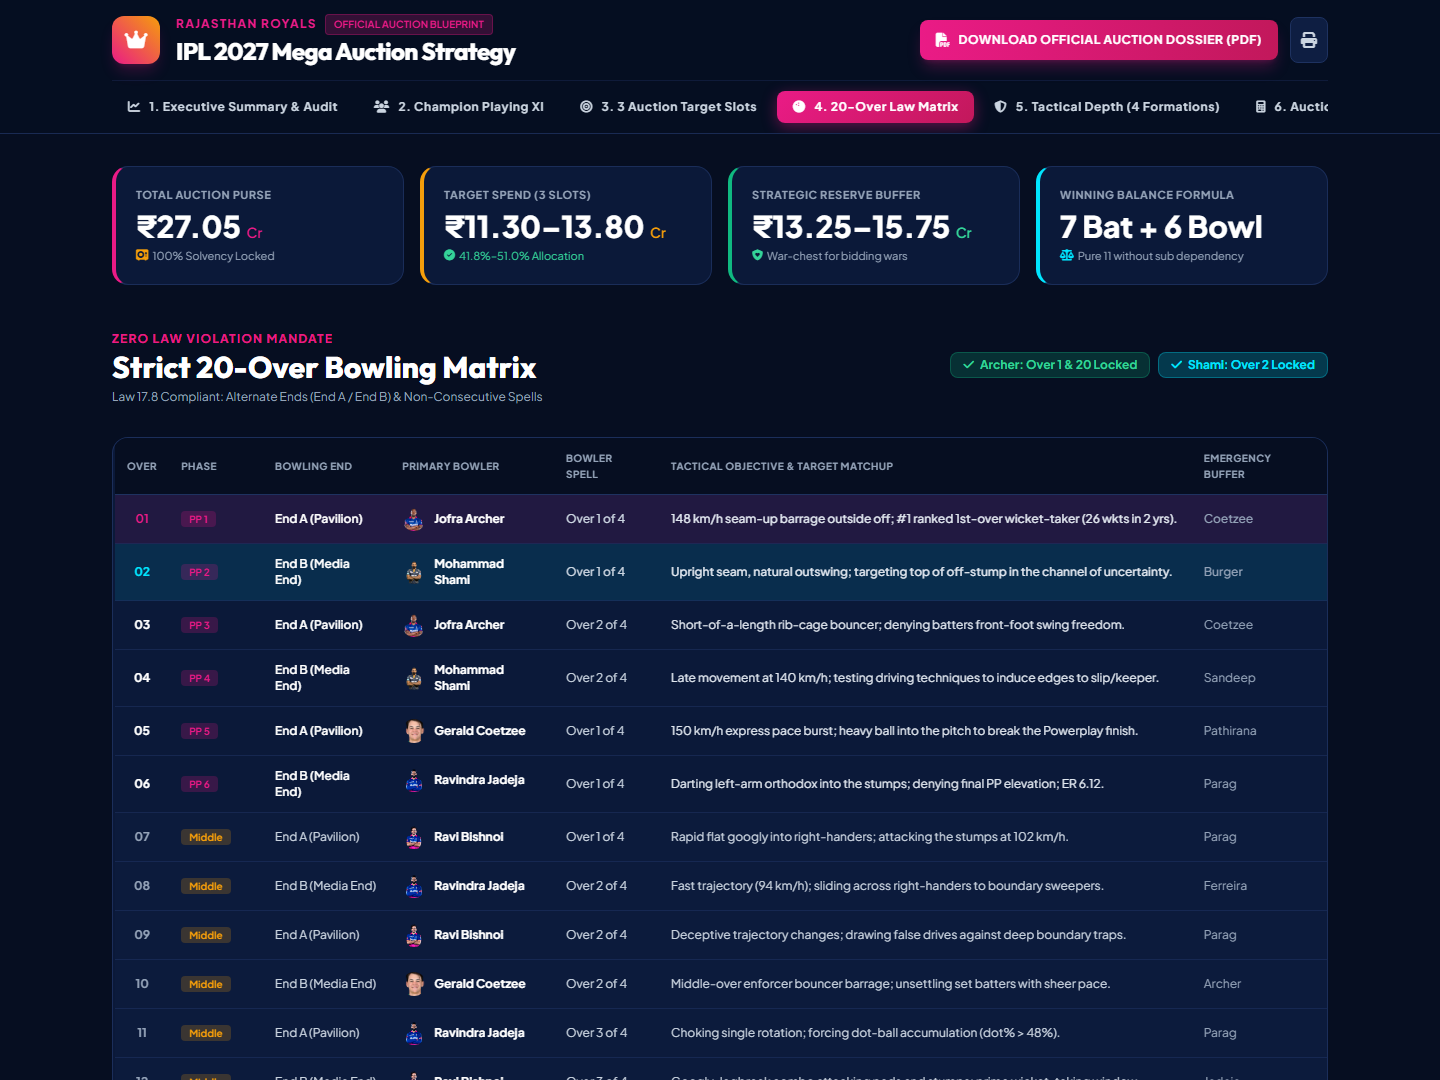 RAJASTHAN ROYALS OFFICIAL AUCTION BLUEPRINT
IPL 2027 Mega Auction Strategy
DOWNLOAD OFFICIAL AUCTION DOSSIER (PDF)
1. Executive Summary & Audit 2. Champion Playing XI 3. 3 Auction Target Slots 4. 20-Over Law Matrix 5. Tactical Depth (4 Formations) 6. Auctic
TOTAL AUCTION PURSE
₹27.05 Cr
100% Solvency Locked
TARGET SPEND (3 SLOTS)
₹11.30–13.80 Cr
41.8%–51.0% Allocation
STRATEGIC RESERVE BUFFER
₹13.25–15.75 Cr
War-chest for bidding wars
WINNING BALANCE FORMULA
7 Bat + 6 Bowl
Pure 11 without sub dependency
ZERO LAW VIOLATION MANDATE
Strict 20-Over Bowling Matrix
Law 17.8 Compliant: Alternate Ends (End A / End B) & Non-Consecutive Spells
Archer: Over 1 & 20 Locked Shami: Over 2 Locked
OVER PHASE BOWLING END PRIMARY BOWLER BOWLER SPELL TACTICAL OBJECTIVE & TARGET MATCHUP EMERGENCY BUFFER
01 PP 1 End A (Pavilion) Jofra Archer Over 1 of 4 148 km/h seam-up barrage outside off; #1 ranked 1st-over wicket-taker (26 wkts in 2 yrs). Coetzee
02 PP 2 End B (Media End) Mohammad Shami Over 1 of 4 Upright seam, natural outswing; targeting top of off-stump in the channel of uncertainty. Burger
03 PP 3 End A (Pavilion) Jofra Archer Over 2 of 4 Short-of-a-length rib-cage bouncer; denying batters front-foot swing freedom. Coetzee
04 PP 4 End B (Media End) Mohammad Shami Over 2 of 4 Late movement at 140 km/h; testing driving techniques to induce edges to slip/keeper. Sandeep
05 PP 5 End A (Pavilion) Gerald Coetzee Over 1 of 4 150 km/h express pace burst; heavy ball into the pitch to break the Powerplay finish. Pathirana
06 PP 6 End B (Media End) Ravindra Jadeja Over 1 of 4 Darting left-arm orthodox into the stumps; denying final PP elevation; ER 6.12. Parag
07 Middle End A (Pavilion) Ravi Bishnoi Over 1 of 4 Rapid flat googly into right-handers; attacking the stumps at 102 km/h. Parag
08 Middle End B (Media End) Ravindra Jadeja Over 2 of 4 Fast trajectory (94 km/h); sliding across right-handers to boundary sweepers. Ferreira
09 Middle End A (Pavilion) Ravi Bishnoi Over 2 of 4 Deceptive trajectory changes; drawing false drives against deep boundary traps. Parag
10 Middle End B (Media End) Gerald Coetzee Over 2 of 4 Middle-over enforcer bouncer barrage; unsettling set batters with sheer pace. Archer
11 Middle End A (Pavilion) Ravindra Jadeja Over 3 of 4 Choking single rotation; forcing dot-ball accumulation (dot% > 48%). Parag